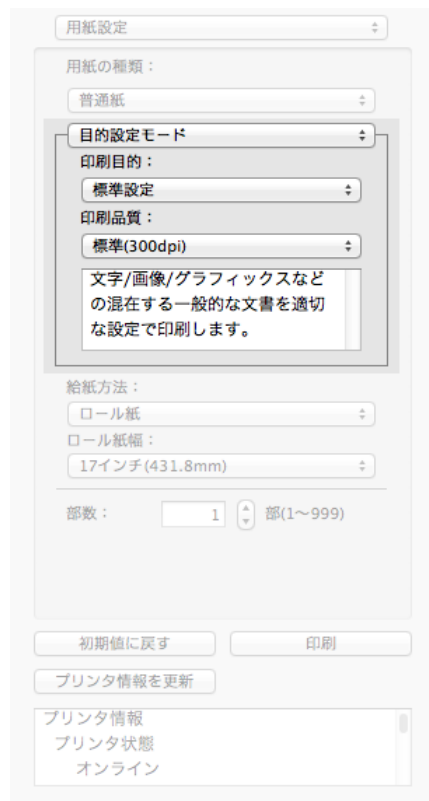 用紙設定
用紙の種類：
普通紙
目的設定モード
印刷目的：
標準設定
印刷品質：
標準(300dpi)
文字/画像/グラフィックスなど
の混在する一般的な文書を適切
な設定で印刷します。
給紙方法：
ロール紙
ロール紙幅：
17インチ(431.8mm)
部数： 1 部(1～999)
初期値に戻す 印刷
プリンタ情報を更新
プリンタ情報
プリンタ状態
オンライン